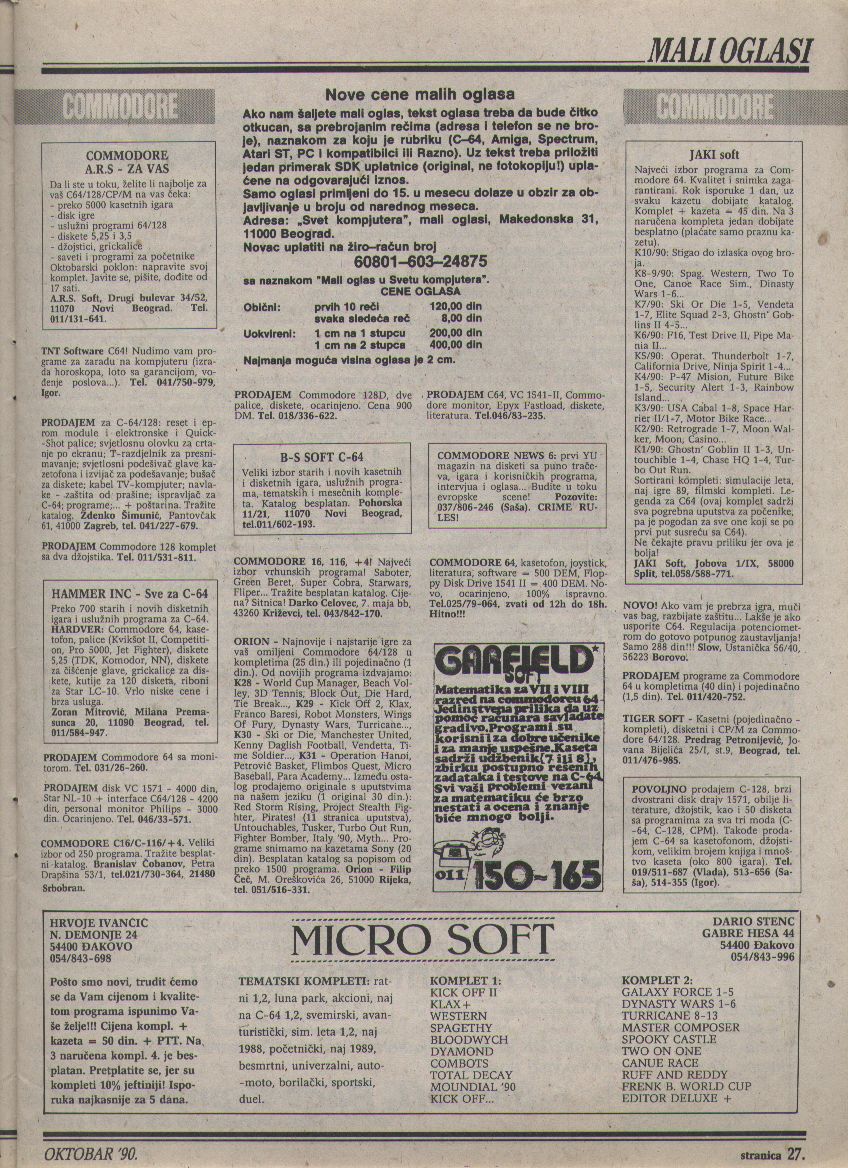 MALI OGLASI
COMMODORE
COMMODORE
A.R.S - ZA VAS
Da li ste u toku, želite li najbolje za
vaš C64/128/CP/M na vas čeka:
- preko 5000 kasetnih igara
- disk igre
- uslužni programi 64/128
- diskete 5,25 i 3,5
- džojstici, grickalice
- saveti i programi za početnike
Oktobarski poklon: napravite svoj
komplet. Javite se, pišite, dođite od
17 sati.
A.R.S. Soft, Drugi bulevar 34/52,
11070 Novi Beograd. Tel.
011/131-641.
TNT Software C64! Nudimo vam pro-
grame za zaradu na kompjuteru (izra-
da horoskopa, loto sa garancijom, vo-
đenje poslova...). Tel. 041/750-979,
Igor.
PRODAJEM za C-64/128: reset i ep-
rom module i elektronske i Quick-
-Shot palice; svjetlosnu olovku za crta-
nje po ekranu; T-razdjelnik za presni-
mavanje; svjetlosni podešivač glave ka-
zetofona i izvijač za podešavanje; bušač
za diskete; kabel TV-kompjuter; navla-
ke - zaštita od prašine; ispravljač za
C-64; programe;... + poštarina. Tražite
katalog. Ždenko Šimunić, Pantovčak
61, 41000 Zagreb, tel. 041/227-679.
PRODAJEM Commodore 128 komplet
sa dva džojstika. Tel. 011/531-811.
HAMMER INC - Sve za C-64
Preko 700 starih i novih disketnih
igara i uslužnih programa za C-64.
HARDVER: Commodore 64, kase-
tofon, palice (Kvikšot II, Competiti-
on, Pro 5000, Jet Fighter), diskete
5,25 (TDK, Komodor, NN), diskete
za čišćenje glave, grickalice za dis-
kete, kutije za 120 disketa, riboni
za Star LC-10. Vrlo niske cene i
brza usluga.
Zoran Mitrović, Milana Prema-
sunca 20, 11090 Beograd, tel.
011/584-947.
PRODAJEM Commodore 64 sa moni-
torom. Tel. 031/26-260.
PRODAJEM disk VC 1571 - 4000 din,
Star NL-10 + interface C64/128 - 4200
din, personal monitor Philips - 3000
din. Ocarinjeno. Tel. 046/33-571.
COMMODORE C16/C-116/+4. Veliki
izbor od 250 programa. Tražite besplat-
ni katalog. Branislav Čobanov, Petra
Drapšina 53/1, tel.021/730-364, 21480
Srbobran.
Nove cene malih oglasa
Ako nam šaljete mali oglas, tekst oglasa treba da bude čitko
otkucan, sa prebrojanim rečima (adresa i telefon se ne bro-
je), naznakom za koju je rubriku (C-64, Amiga, Spectrum,
Atari ST, PC i kompatibilci ili Razno). Uz tekst treba priložiti
jedan primerak SDK uplatnice (original, ne fotokopiju!) upla-
ćene na odgovarajući iznos.
Samo oglasi primljeni do 15. u mesecu dolaze u obzir za ob-
javljivanje u broju od narednog meseca.
Adresa: „Svet kompjutera", mali oglasi, Makedonska 31,
11000 Beograd.
Novac uplatiti na žiro-račun broj
60801-603-24875
sa naznakom "Mali oglas u Svetu kompjutera".
CENE OGLASA
Obični: prvih 10 reči 120,00 din
svaka sledeća reč 8,00 din
Uokvireni: 1 cm na 1 stupcu 200,00 din
1 cm na 2 stupca 400,00 din
Najmanja moguća visina oglasa je 2 cm.
PRODAJEM Commodore 128D, dve
palice, diskete, ocarinjeno. Cena 900
DM. Tel. 018/336-622.
B-S SOFT C-64
Veliki izbor starih i novih kasetnih
i disketnih igara, uslužnih progra-
ma, tematskih i mesečnih komple-
ta. Katalog besplatan. Pohorska
11/21, 11070 Novi Beograd,
tel.011/602-193.
COMMODORE 16, 116, +4! Najveći
izbor vrhunskih programa! Saboter,
Green Beret, Super Cobra, Starwars,
Fliper... Tražite besplatan katalog. Cije-
na? Sitnica! Darko Celovec, 7. maja bb,
43260 Križevci, tel. 043/842-170.
ORION - Najnovije i najstarije igre za
vaš omiljeni Commodore 64/128 u
kompletima (25 din.) ili pojedinačno (1
din.). Od novijih programa izdvajamo:
K28 - World Cup Manager, Beach Vol-
ley, 3D Tennis, Block Out, Die Hard,
Tie Break..., K29 - Kick Off 2, Klax,
Franco Baresi, Robot Monsters, Wings
Of Fury, Dynasty Wars, Turricane...,
K30 - Ski or Die, Manchester United,
Kenny Daglish Football, Vendetta, Ti-
me Soldier..., K31 - Operation Hanoi,
Petrović Basket, Flimbos Quest, Micro
Baseball, Para Academy... Između osta-
log prodajemo originale s uputstvima
na našem jeziku (1 original 30 din.):
Red Storm Rising, Project Stealth Fig-
hter, Pirates! (11 stranica uputstva),
Untouchables, Tusker, Turbo Out Run,
Fighter Bomber, Italy '90, Myth... Pro-
grame snimamo na kazetama Sony (20
din). Besplatan katalog sa popisom od
preko 1500 programa. Orion - Filip
Čeč, M. Oreškovića 26, 51000 Rijeka,
tel. 051/516-331.
PRODAJEM C64, VC 1541-II, Commo-
dore monitor, Epyx Fastload, diskete,
literatura. Tel.046/83-235.
COMMODORE NEWS 6: prvi YU
magazin na disketi sa puno trače-
va, igara i korisničkih programa,
intervjua i oglasa... Budite u toku
evropske scene! Pozovite:
037/806-246 (Saša). CRIME RU-
LES!
COMMODORE 64, kasetofon, joystick,
literatura, software = 500 DEM, Flop-
py Disk Drive 1541 II = 400 DEM. No-
vo, ocarinjeno, 100% ispravno.
Tel.025/79-064, zvati od 12h do 18h.
Hitno!!!
GARFIELD
SOFT
Matematika za VII i VIII
razred na commodoreu 64
Jedinstvena prilika da uz
pomoć računara savladate
gradivo. Programi su
korisni i za dobre učenike
i za manje uspešne. Kaseta
sadrži udžbenik (7 ili 8),
zbirku postupno rešenih
zadataka i testove na C-64
Svi vaši problemi vezani
za matematiku će brzo
nestati a ocena i znanje
biće mnogo bolji.
011 150-165
COMMODORE
JAKI soft
Najveći izbor programa za Com-
modore 64. Kvalitet i snimka zaga-
rantirani. Rok isporuke 1 dan, uz
svaku kazetu dobijate katalog.
Komplet + kazeta = 45 din. Na 3
naručena kompleta jedan dobijate
besplatno (plaćate samo praznu ka-
zetu).
K10/90: Stigao do izlaska ovog bro-
ja.
K8-9/90: Spag. Western, Two To
One, Canoe Race Sim., Dinasty
Wars 1-6...
K7/90: Ski Or Die 1-5, Vendeta
1-7, Elite Squad 2-3, Ghostn' Gob-
lins II 4-5...
K6/90: F16, Test Drive II, Pipe Ma-
nia II...
K5/90: Operat. Thunderbolt 1-7,
California Drive, Ninja Spirit 1-4...
K4/90: P-47 Mision, Future Bike
1-5, Security Alert 1-3, Rainbow
Island...
K3/90: USA Cabal 1-8, Space Har-
rier II/1-7, Motor Bike Race...
K2/90: Retrograde 1-7, Moon Wal-
ker, Moon, Casino...
K1/90: Ghostn' Goblin II 1-3, Un-
touchible 1-4, Chase HQ 1-4, Tur-
bo Out Run.
Sortirani kompleti: simulacije leta,
naj igre 89, filmski kompleti. Le-
genda za C64 (ovaj komplet sadrži
sva pogrebna uputstva za počenike,
pa je pogodan za sve one koji se po
prvi put susreću sa C64).
Ne čekajte pravu priliku jer ova je
bolja!
JAKI Soft, Jobova 1/IX, 58000
Split, tel.058/588-771.
NOVO! Ako vam je prebrza igra, muči
vas bag, razbijate zaštitu... Lakše je ako
usporite C64. Regulacija potenciomet-
rom do gotovo potpunog zaustavljanja!
Samo 288 din!!! Slow, Ustanička 56/40,
56223 Borovo.
PRODAJEM programe za Commodore
64 u kompletima (40 din) i pojedinačno
(1,5 din). Tel. 011/420-752.
TIGER SOFT - Kasetni (pojedinačno -
kompleti), disketni i CP/M za Commo-
dore 64/128. Predrag Petronijević, Jo-
vana Bijelića 25/I, st.9, Beograd, tel.
011/476-985.
POVOLJNO prodajem C-128, brzi
dvostrani disk drajv 1571, obilje li-
terature, džojstik, kao i 50 disketa
sa programima za sva tri moda (C-
-64, C-128, CPM). Takođe proda-
jem C-64 sa kasetofonom, džojsti-
kom, velikim brojem knjiga i mnoš-
tvo kaseta (oko 800 igara). Tel.
019/511-687 (Vlada), 513-656 (Sa-
ša), 514-355 (Igor).
HRVOJE IVANČIĆ
N. DEMONJE 24
54400 ĐAKOVO
054/843-698
MICRO SOFT
DARIO STENC
GABRE HESA 44
54400 Đakovo
054/843-996
Pošto smo novi, trudit ćemo
se da Vam cijenom i kvalite-
tom programa ispunimo Va-
še želje!!! Cijena kompl. +
kazeta = 50 din. + PTT. Na
3 naručena kompl. 4. je bes-
platan. Pretplatite se, jer su
kompleti 10% jeftiniji! Ispo-
ruka najkasnije za 5 dana.
TEMATSKI KOMPLETI: rat-
ni 1,2, luna park, akcioni, naj
na C-64 1,2, svemirski, avan-
turistički, sim. leta 1,2, naj
1988, početnički, naj 1989,
besmrtni, univerzalni, auto-
-moto, borilački, sportski,
duel.
KOMPLET 1:
KICK OFF II
KLAX +
WESTERN
SPAGETHY
BLOODWYCH
DYAMOND
COMBOTS
TOTAL DECAY
MOUNDIAL '90
KICK OFF...
KOMPLET 2:
GALAXY FORCE 1-5
DYNASTY WARS 1-6
TURRICANE 8-13
MASTER COMPOSER
SPOOKY CASTLE
TWO ON ONE
CANUE RACE
RUFF AND REDDY
FRENK B. WORLD CUP
EDITOR DELUXE +
OKTOBAR '90.
stranica 27.